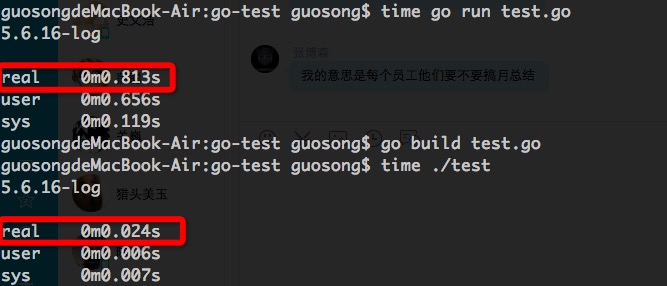 guosongdeMacBook-Air:go-test guosong$ time go run test.go
5.6.16-log
real 0m0.813s
user 0m0.656s
sys 0m0.119s
guosongdeMacBook-Air:go-test guosong$ go build test.go
guosongdeMacBook-Air:go-test guosong$ time ./test
5.6.16-log
real 0m0.024s
user 0m0.006s
sys 0m0.007s
我的意思是每个员工他们要不要搞月总结
猎头美玉